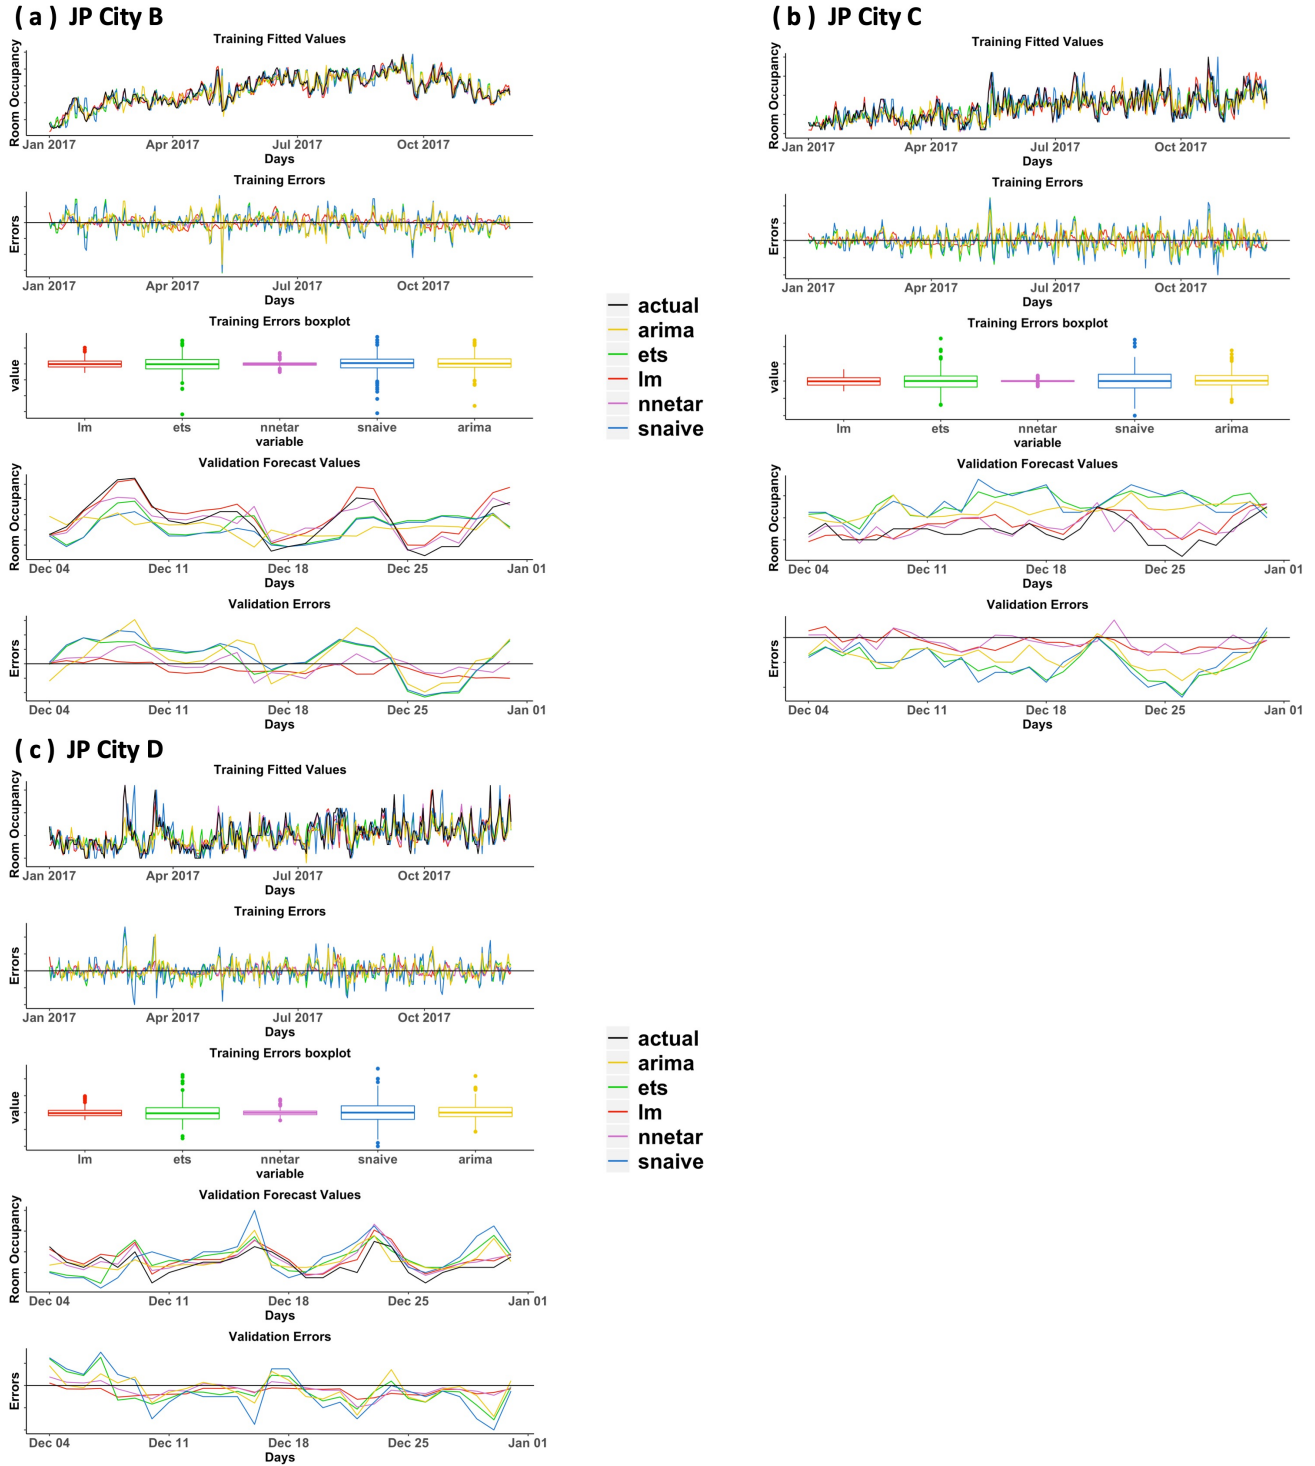 ( a ) JP City B
Training Fitted Values
Room Occupancy
Jan 2017 Apr 2017 Jul 2017 Oct 2017
Days
Training Errors
Errors
Jan 2017 Apr 2017 Jul 2017 Oct 2017
Days
Training Errors boxplot
value
lm ets nnetar snaive arima
variable
Validation Forecast Values
Room Occupancy
Dec 04 Dec 11 Dec 18 Dec 25 Jan 01
Days
Validation Errors
Errors
Dec 04 Dec 11 Dec 18 Dec 25 Jan 01
Days
actual
arima
ets
lm
nnetar
snaive
( b ) JP City C
Training Fitted Values
Room Occupancy
Jan 2017 Apr 2017 Jul 2017 Oct 2017
Days
Training Errors
Errors
Jan 2017 Apr 2017 Jul 2017 Oct 2017
Days
Training Errors boxplot
value
lm ets nnetar snaive arima
variable
Validation Forecast Values
Room Occupancy
Dec 04 Dec 11 Dec 18 Dec 25 Jan 01
Days
Validation Errors
Errors
Dec 04 Dec 11 Dec 18 Dec 25 Jan 01
Days
( c ) JP City D
Training Fitted Values
Room Occupancy
Jan 2017 Apr 2017 Jul 2017 Oct 2017
Days
Training Errors
Errors
Jan 2017 Apr 2017 Jul 2017 Oct 2017
Days
Training Errors boxplot
value
lm ets nnetar snaive arima
variable
Validation Forecast Values
Room Occupancy
Dec 04 Dec 11 Dec 18 Dec 25 Jan 01
Days
Validation Errors
Errors
Dec 04 Dec 11 Dec 18 Dec 25 Jan 01
Days
actual
arima
ets
lm
nnetar
snaive